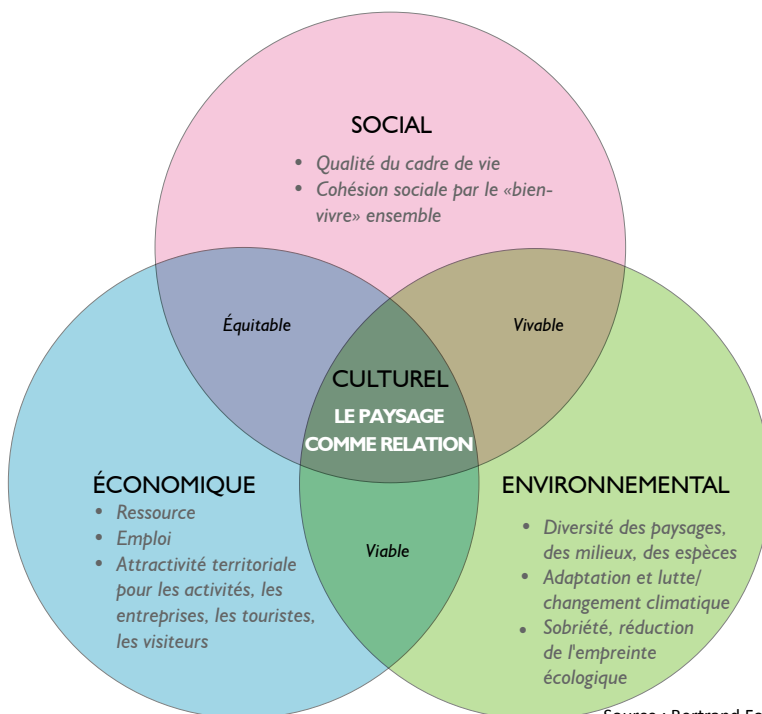 SOCIAL
• Qualité du cadre de vie
• Cohésion sociale par le «bien-
vivre» ensemble
Équitable
Vivable
CULTUREL
LE PAYSAGE
COMME RELATION
ÉCONOMIQUE
• Ressource
• Emploi
• Attractivité territoriale
pour les activités, les
entreprises, les touristes,
les visiteurs
Viable
ENVIRONNEMENTAL
• Diversité des paysages,
des milieux, des espèces
• Adaptation et lutte/
changement climatique
• Sobriété, réduction
de l'empreinte
écologique
Source : Bertrand